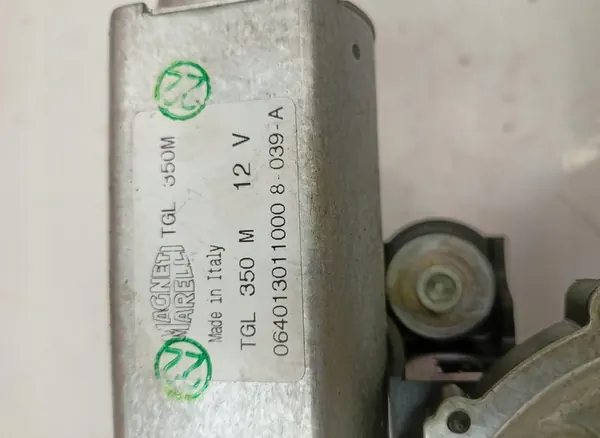 MAGNETI
MARELLI TGL 350M
Made in Italy
TGL 350 M 12 V
064013011000 8-039-A